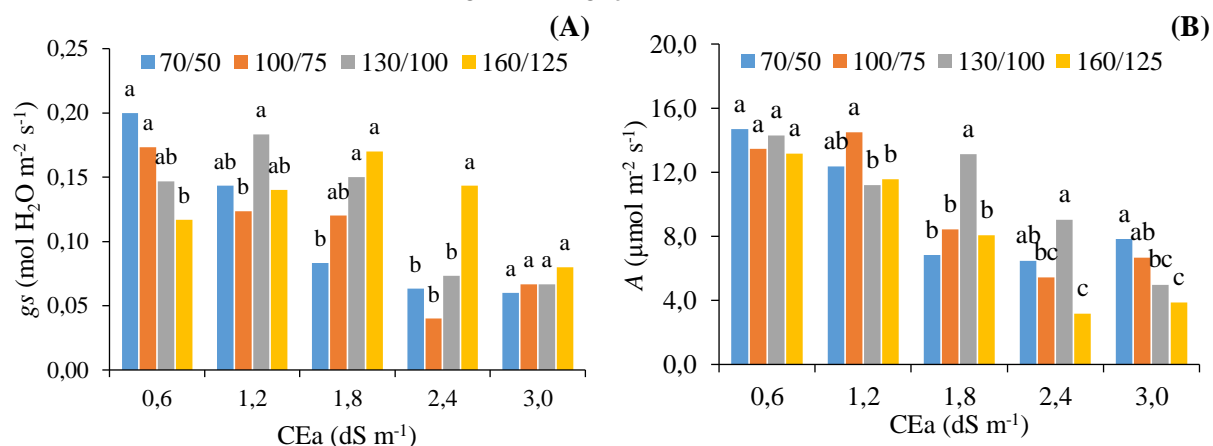 (A)
0,25
70/50 100/75 130/100 160/125
0,20
0,15
0,10
0,05
0,00
gs (mol H₂O m⁻² s⁻¹)
a a ab b
ab b a ab
b ab a a
b b b a
a a a a
0,6 1,2 1,8 2,4 3,0
CEa (dS m⁻¹)
(B)
20,0
70/50 100/75 130/100 160/125
16,0
12,0
8,0
4,0
0,0
A (µmol m⁻² s⁻¹)
a a a a
ab a b b
b b a b
ab bc a c
a ab bc c
0,6 1,2 1,8 2,4 3,0
CEa (dS m⁻¹)